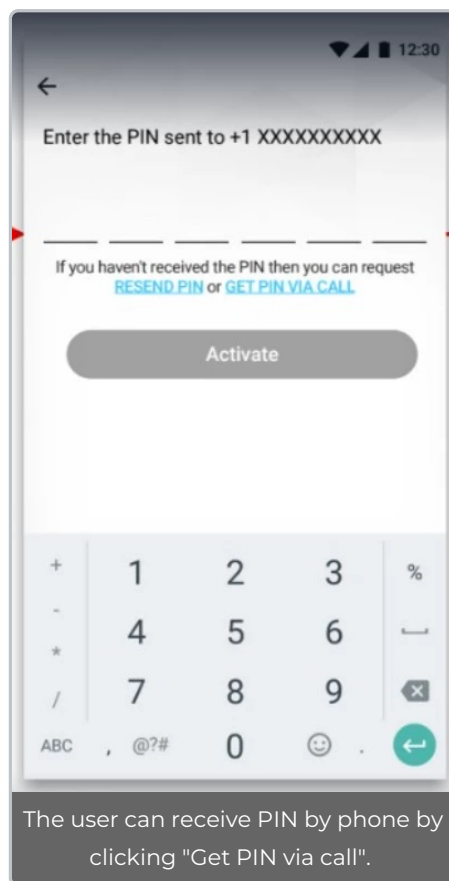 12:30
Enter the PIN sent to +1 XXXXXXXXXX
If you haven't received the PIN then you can request
RESEND PIN or GET PIN VIA CALL
Activate
+ 1 2 3 %
-
4 5 6
*
/ 7 8 9
ABC , @?# 0 .
The user can receive PIN by phone by
clicking "Get PIN via call".